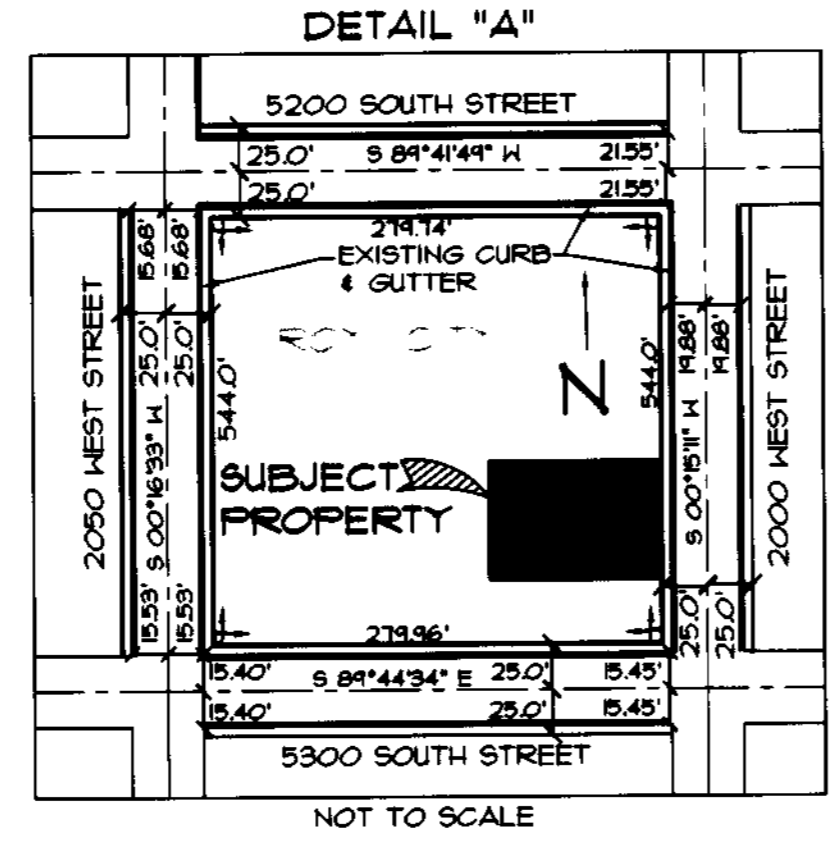 DETAIL "A"
5200 SOUTH STREET
25.0' S 89°41'49" W 21.55'
25.0' 21.55'
15.68' 15.68'
279.74'
EXISTING CURB
& GUTTER
2050 WEST STREET
25.0' 25.0'
S 00°16'33" W
15.53' 15.53'
544.0'
N
544.0'
19.88' 19.88'
S 00°15'11" W
25.0' 25.0'
2000 WEST STREET
SUBJECT
PROPERTY
279.96'
15.40' S 89°44'34" E 25.0' 15.45'
15.40' 25.0' 15.45'
5300 SOUTH STREET
NOT TO SCALE